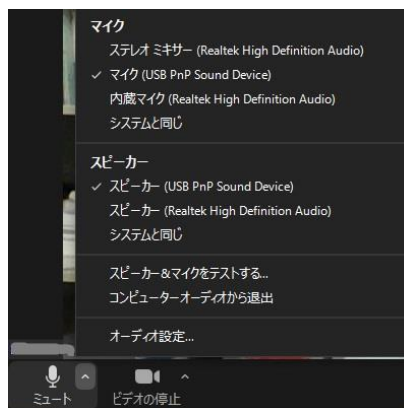 マイク
ステレオ ミキサー (Realtek High Definition Audio)
✓ マイク (USB PnP Sound Device)
内蔵マイク (Realtek High Definition Audio)
システムと同じ
スピーカー
✓ スピーカー (USB PnP Sound Device)
スピーカー (Realtek High Definition Audio)
システムと同じ
スピーカー&マイクをテストする...
コンピューターオーディオから退出
オーディオ設定...
ミュート ビデオの停止